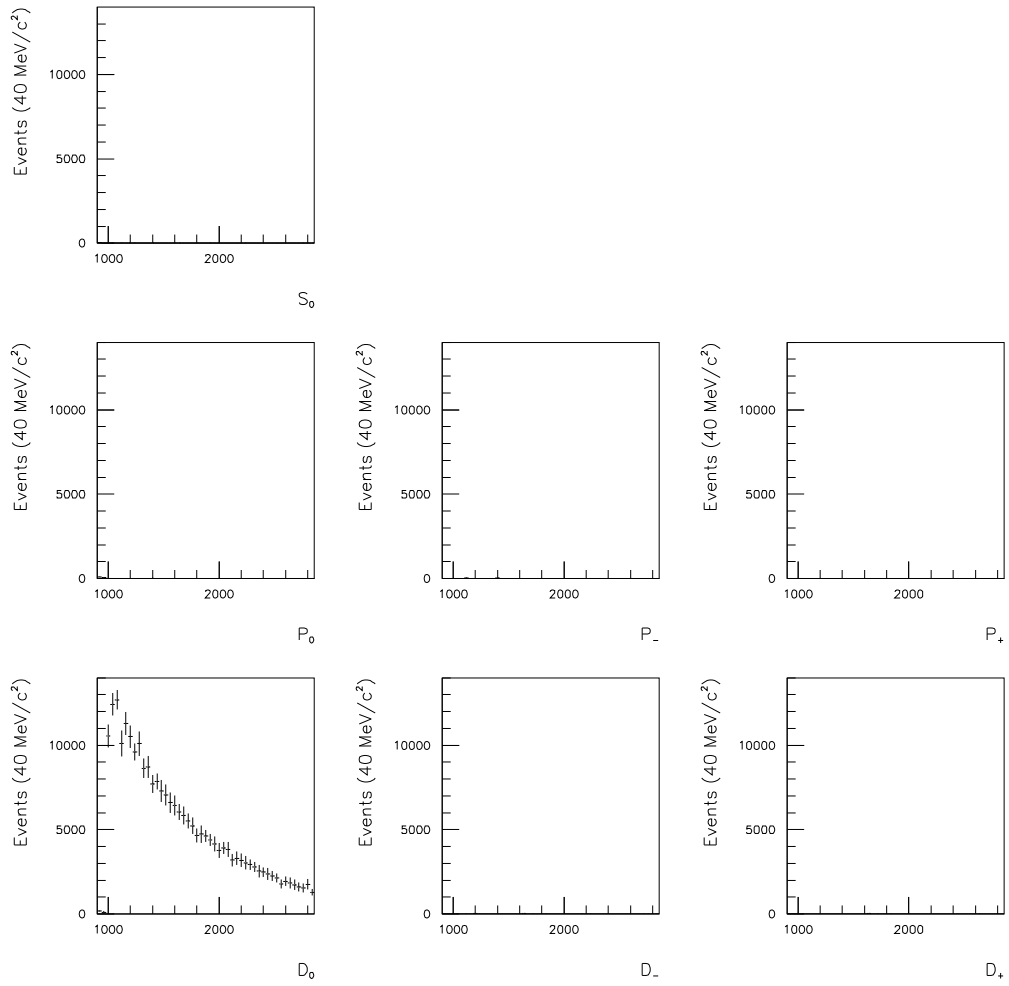 Events (40 MeV/c²)
10000
5000
0
1000 2000
S₀
Events (40 MeV/c²) Events (40 MeV/c²) Events (40 MeV/c²)
10000 10000 10000
5000 5000 5000
0 0 0
1000 2000 1000 2000 1000 2000
P₀ P₋ P₊
Events (40 MeV/c²) Events (40 MeV/c²) Events (40 MeV/c²)
10000 10000 10000
5000 5000 5000
0 0 0
1000 2000 1000 2000 1000 2000
D₀ D₋ D₊